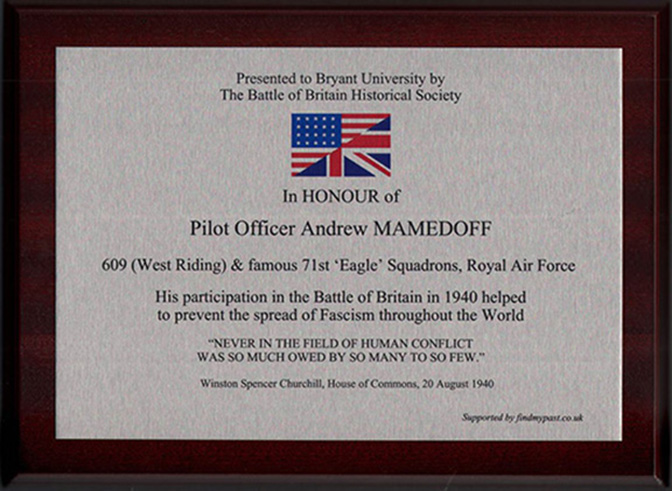 Presented to Bryant University by
The Battle of Britain Historical Society
In HONOUR of
Pilot Officer Andrew MAMEDOFF
609 (West Riding) & famous 71st ‘Eagle’ Squadrons, Royal Air Force
His participation in the Battle of Britain in 1940 helped
to prevent the spread of Fascism throughout the World
“NEVER IN THE FIELD OF HUMAN CONFLICT
WAS SO MUCH OWED BY SO MANY TO SO FEW.”
Winston Spencer Churchill, House of Commons, 20 August 1940
Supported by findmypast.co.uk